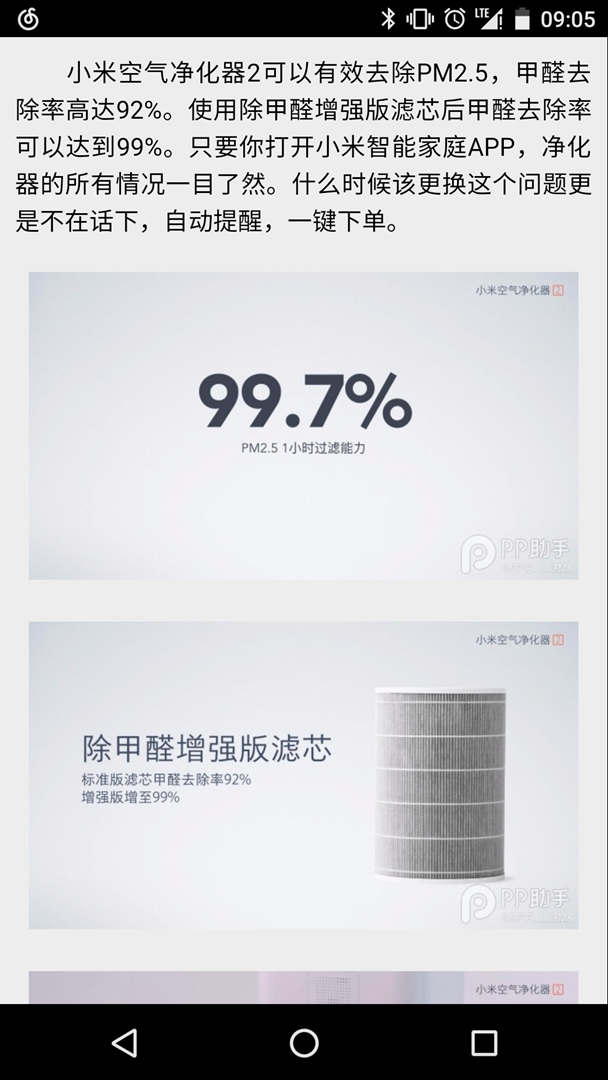 LTE 09:05
小米空气净化器2可以有效去除PM2.5，甲醛去
除率高达92%。使用除甲醛增强版滤芯后甲醛去除率
可以达到99%。只要你打开小米智能家庭APP，净化
器的所有情况一目了然。什么时候该更换这个问题更
是不在话下，自动提醒，一键下单。
小米空气净化器2
99.7%
PM2.5 1小时过滤能力
PP助手
小米空气净化器2
除甲醛增强版滤芯
标准版滤芯甲醛去除率92%
增强版增至99%
PP助手
小米空气净化器2